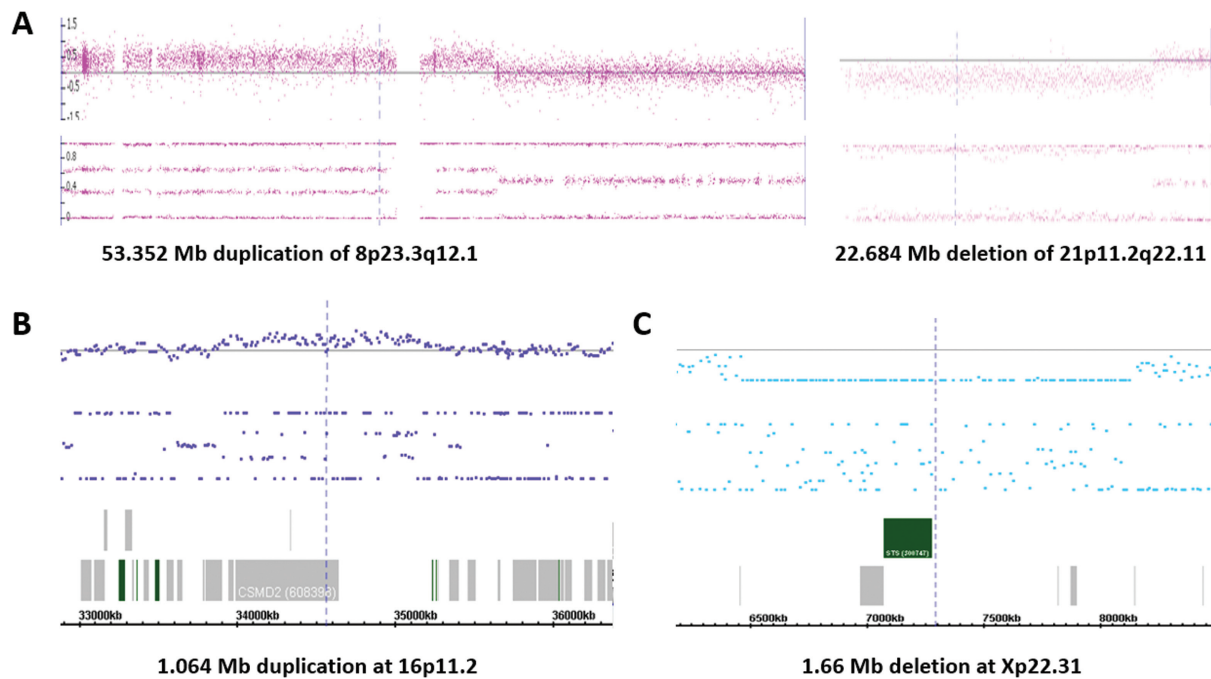 A
1.5
0.5
-0.5
-1.5
0.8
0.4
0
53.352 Mb duplication of 8p23.3q12.1
22.684 Mb deletion of 21p11.2q22.11
B
C
CSMD2 (608398)
STS (300747)
33000kb 34000kb 35000kb 36000kb
6500kb 7000kb 7500kb 8000kb
1.064 Mb duplication at 16p11.2
1.66 Mb deletion at Xp22.31